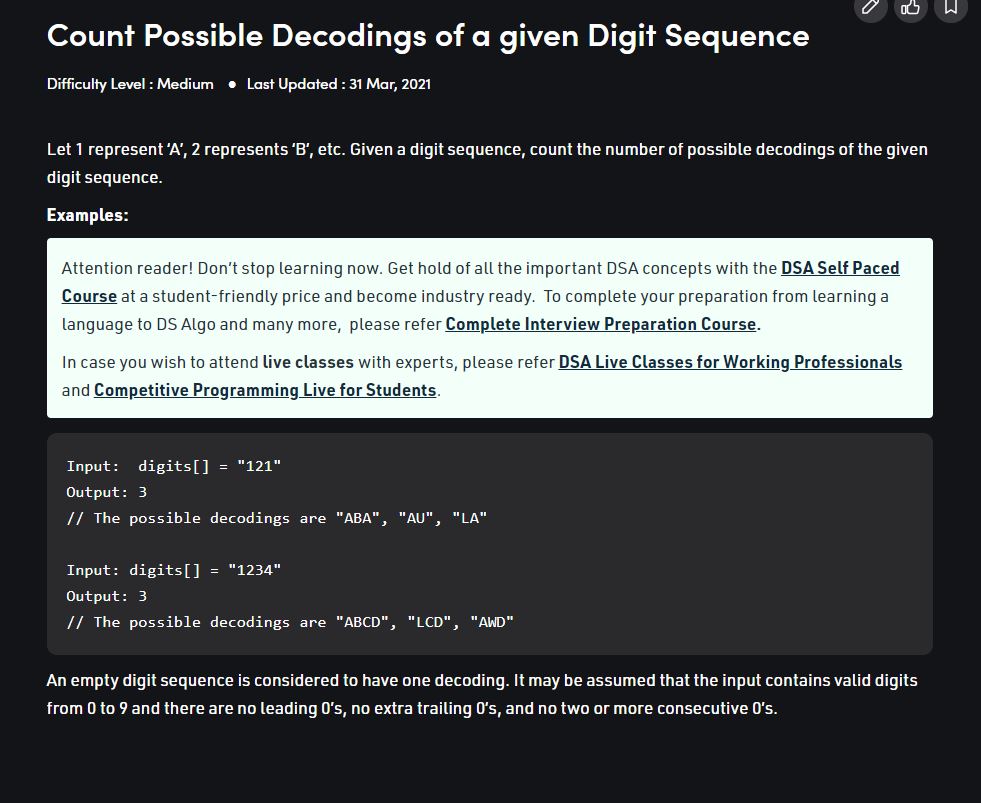 Count Possible Decodings of a given Digit Sequence
Difficulty Level : Medium ● Last Updated : 31 Mar, 2021
Let 1 represent ‘A’, 2 represents ‘B’, etc. Given a digit sequence, count the number of possible decodings of the given
digit sequence.
Examples:
Attention reader! Don’t stop learning now. Get hold of all the important DSA concepts with the DSA Self Paced
Course at a student-friendly price and become industry ready.  To complete your preparation from learning a
language to DS Algo and many more,  please refer Complete Interview Preparation Course.
In case you wish to attend live classes with experts, please refer DSA Live Classes for Working Professionals
and Competitive Programming Live for Students.
Input:  digits[] = "121"
Output: 3
// The possible decodings are "ABA", "AU", "LA"
Input: digits[] = "1234"
Output: 3
// The possible decodings are "ABCD", "LCD", "AWD"
An empty digit sequence is considered to have one decoding. It may be assumed that the input contains valid digits
from 0 to 9 and there are no leading 0’s, no extra trailing 0’s, and no two or more consecutive 0’s.